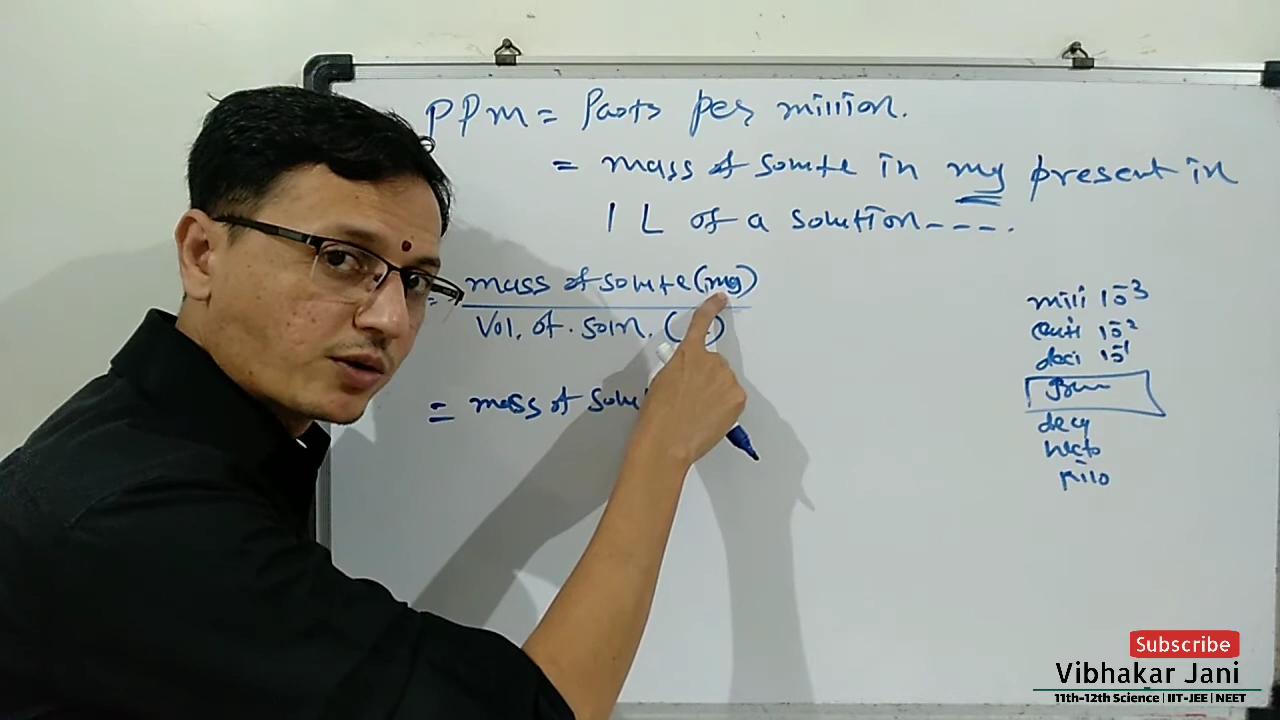 PPm = Parts per million.
= mass of solute in mg present in
1 L of a solution---.
= mass of solute (mg)
Vol. of. soln. ( )
= mass of solu
mili 10⁻³
centi 10⁻²
deci 10⁻¹
deca
hecto
kilo
Subscribe
Vibhakar Jani
11th-12th Science | IIT-JEE | NEET